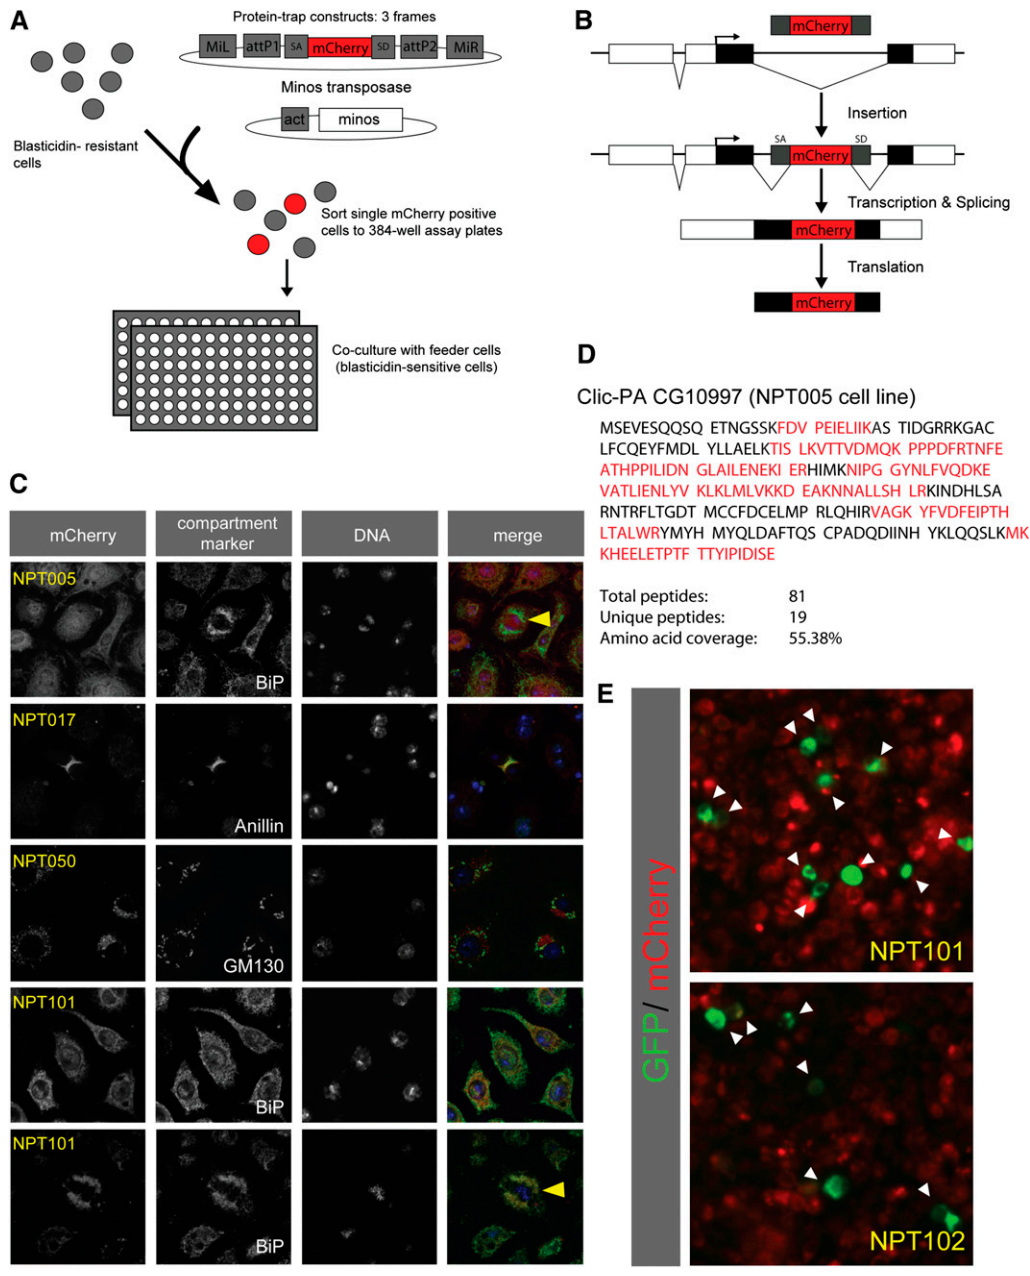 A
Protein-trap constructs: 3 frames
MiL attP1 SA mCherry SD attP2 MiR
Minos transposase
act minos
Blasticidin- resistant
cells
Sort single mCherry positive
cells to 384-well assay plates
Co-culture with feeder cells
(blasticidin-sensitive cells)
B
mCherry
Insertion
SA mCherry SD
Transcription & Splicing
mCherry
Translation
mCherry
C
mCherry
compartment
marker
DNA
merge
NPT005
BiP
NPT017
Anillin
NPT050
GM130
NPT101
BiP
NPT101
BiP
D
Clic-PA CG10997 (NPT005 cell line)
MSEVESQQSQ ETNGSSKFDV PEIELIIKAS TIDGRRKGAC
LFCQEYFMDL YLLAELKTIS LKVTTVDMQK PPPDFRTNFE
ATHPPILIDN GLAILENEKI ERHIMKNIPG GYNLFVQDKE
VATLIENLYV KLKLMLVKKD EAKNNALLSH LRKINDHLSA
RNTRFLTGDT MCCFDCELMP RLQHIRVAGK YFVDFEIPTH
LTALWRYMYH MYQLDAFTQS CPADQDIINH YKLQQSLKMK
KHEELETPTF TTYIPIDISE
Total peptides: 81
Unique peptides: 19
Amino acid coverage: 55.38%
E
GFP/ mCherry
NPT101
NPT102